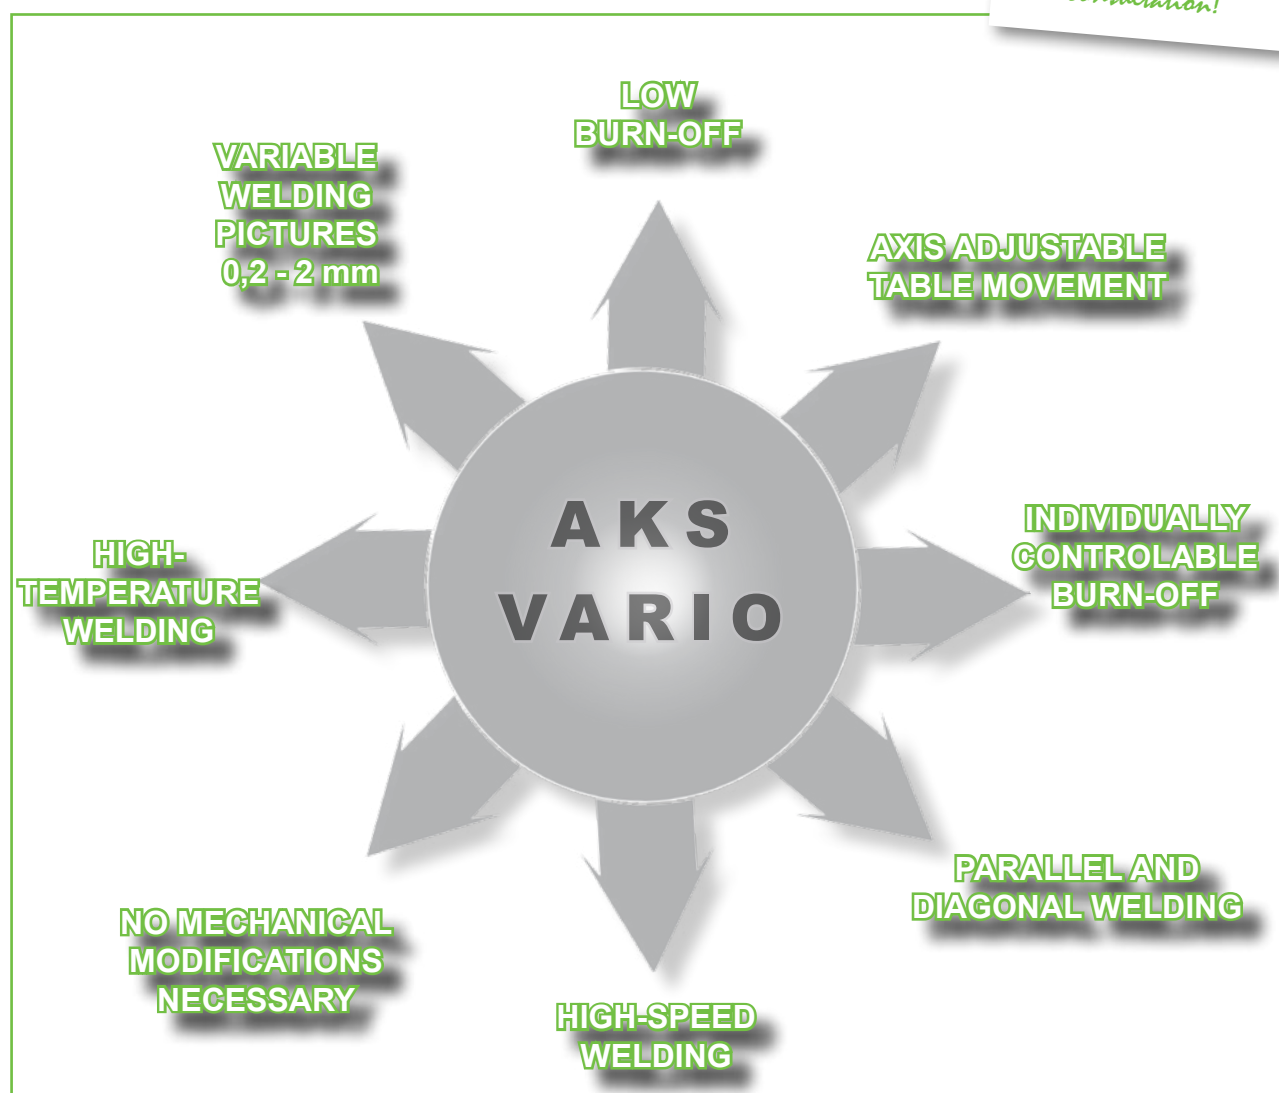 consultation!
LOW
BURN-OFF
VARIABLE
WELDING
PICTURES
0,2 - 2 mm
AXIS ADJUSTABLE
TABLE MOVEMENT
AKS
VARIO
INDIVIDUALLY
CONTROLABLE
BURN-OFF
HIGH-
TEMPERATURE
WELDING
PARALLEL AND
DIAGONAL WELDING
NO MECHANICAL
MODIFICATIONS
NECESSARY
HIGH-SPEED
WELDING